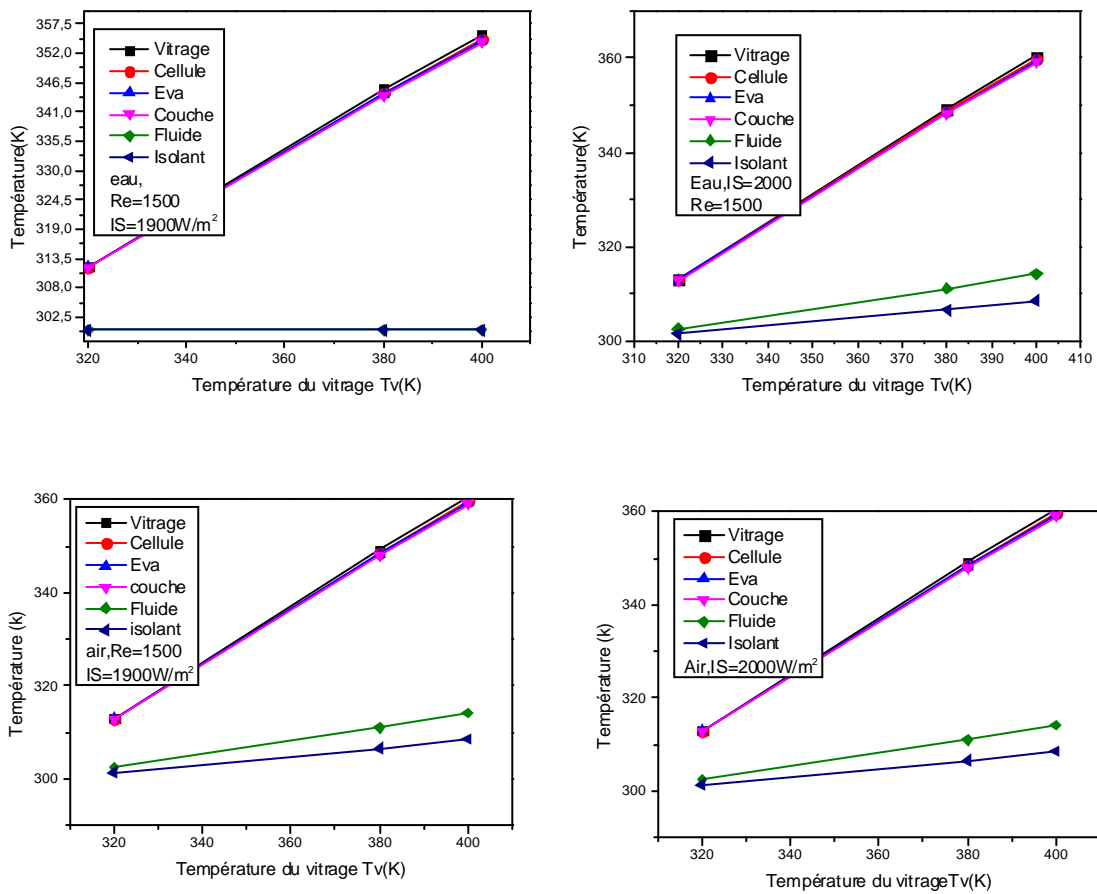 357,5
352,0
346,5
341,0
335,5
330,0
324,5
319,0
313,5
308,0
302,5
Température(K)
Vitrage
Cellule
Eva
Couche
Fluide
Isolant
eau,
Re=1500
IS=1900W/m²
320 340 360 380 400
Température du vitrage Tv(K)
360
340
320
300
Température(K)
Vitrage
Cellule
Eva
Couche
Fluide
Isolant
Eau,IS=2000
Re=1500
310 320 330 340 350 360 370 380 390 400 410
Température du vitrage Tv(K)
360
340
320
300
Température (k)
Vitrage
Cellule
Eva
couche
Fluide
isolant
air,Re=1500
IS=1900W/m²
320 340 360 380 400
Température du vitrage Tv(K)
360
340
320
300
Température (k)
Vitrage
Cellule
Eva
Couche
Fluide
Isolant
Air,IS=2000W/m²
320 340 360 380 400
Température du vitrageTv(K)